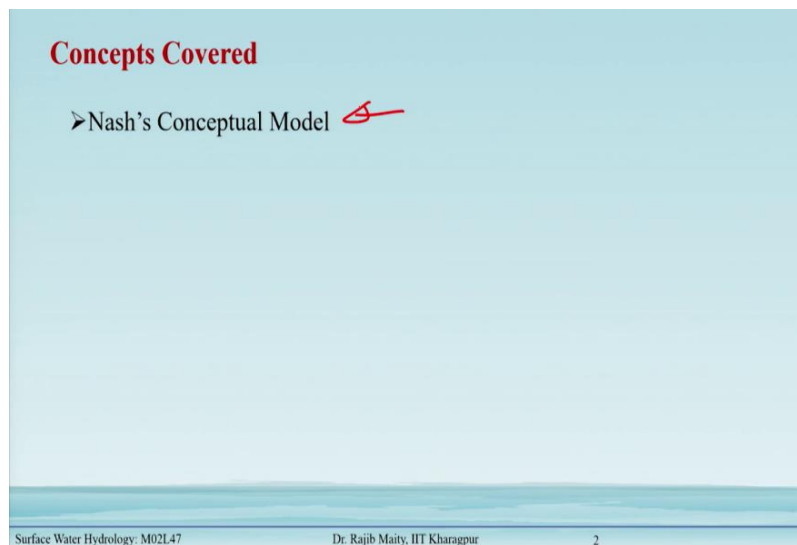 Concepts Covered
➤Nash's Conceptual Model
Surface Water Hydrology: M02L47 Dr. Rajib Maity, IIT Kharagpur 2